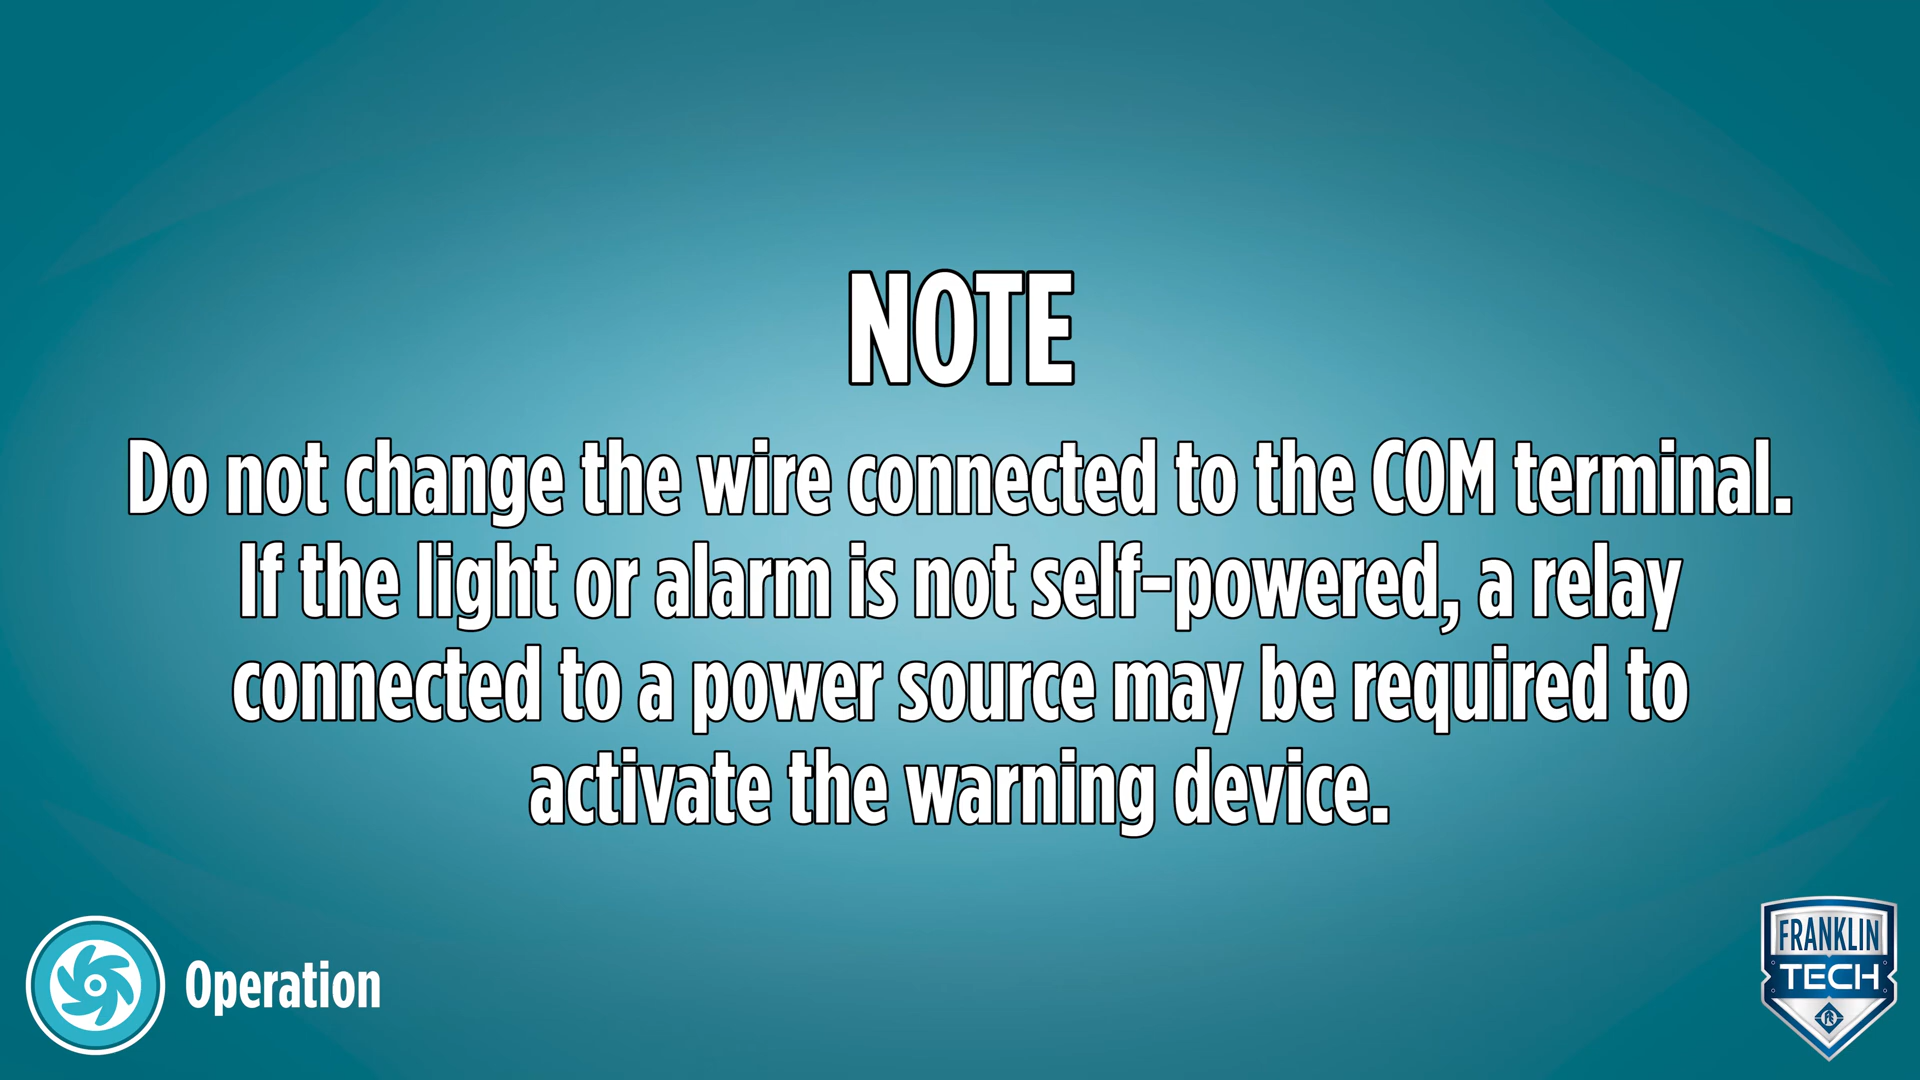 NOTE
Do not change the wire connected to the COM terminal.
If the light or alarm is not self-powered, a relay
connected to a power source may be required to
activate the warning device.
Operation
FRANKLIN
TECH